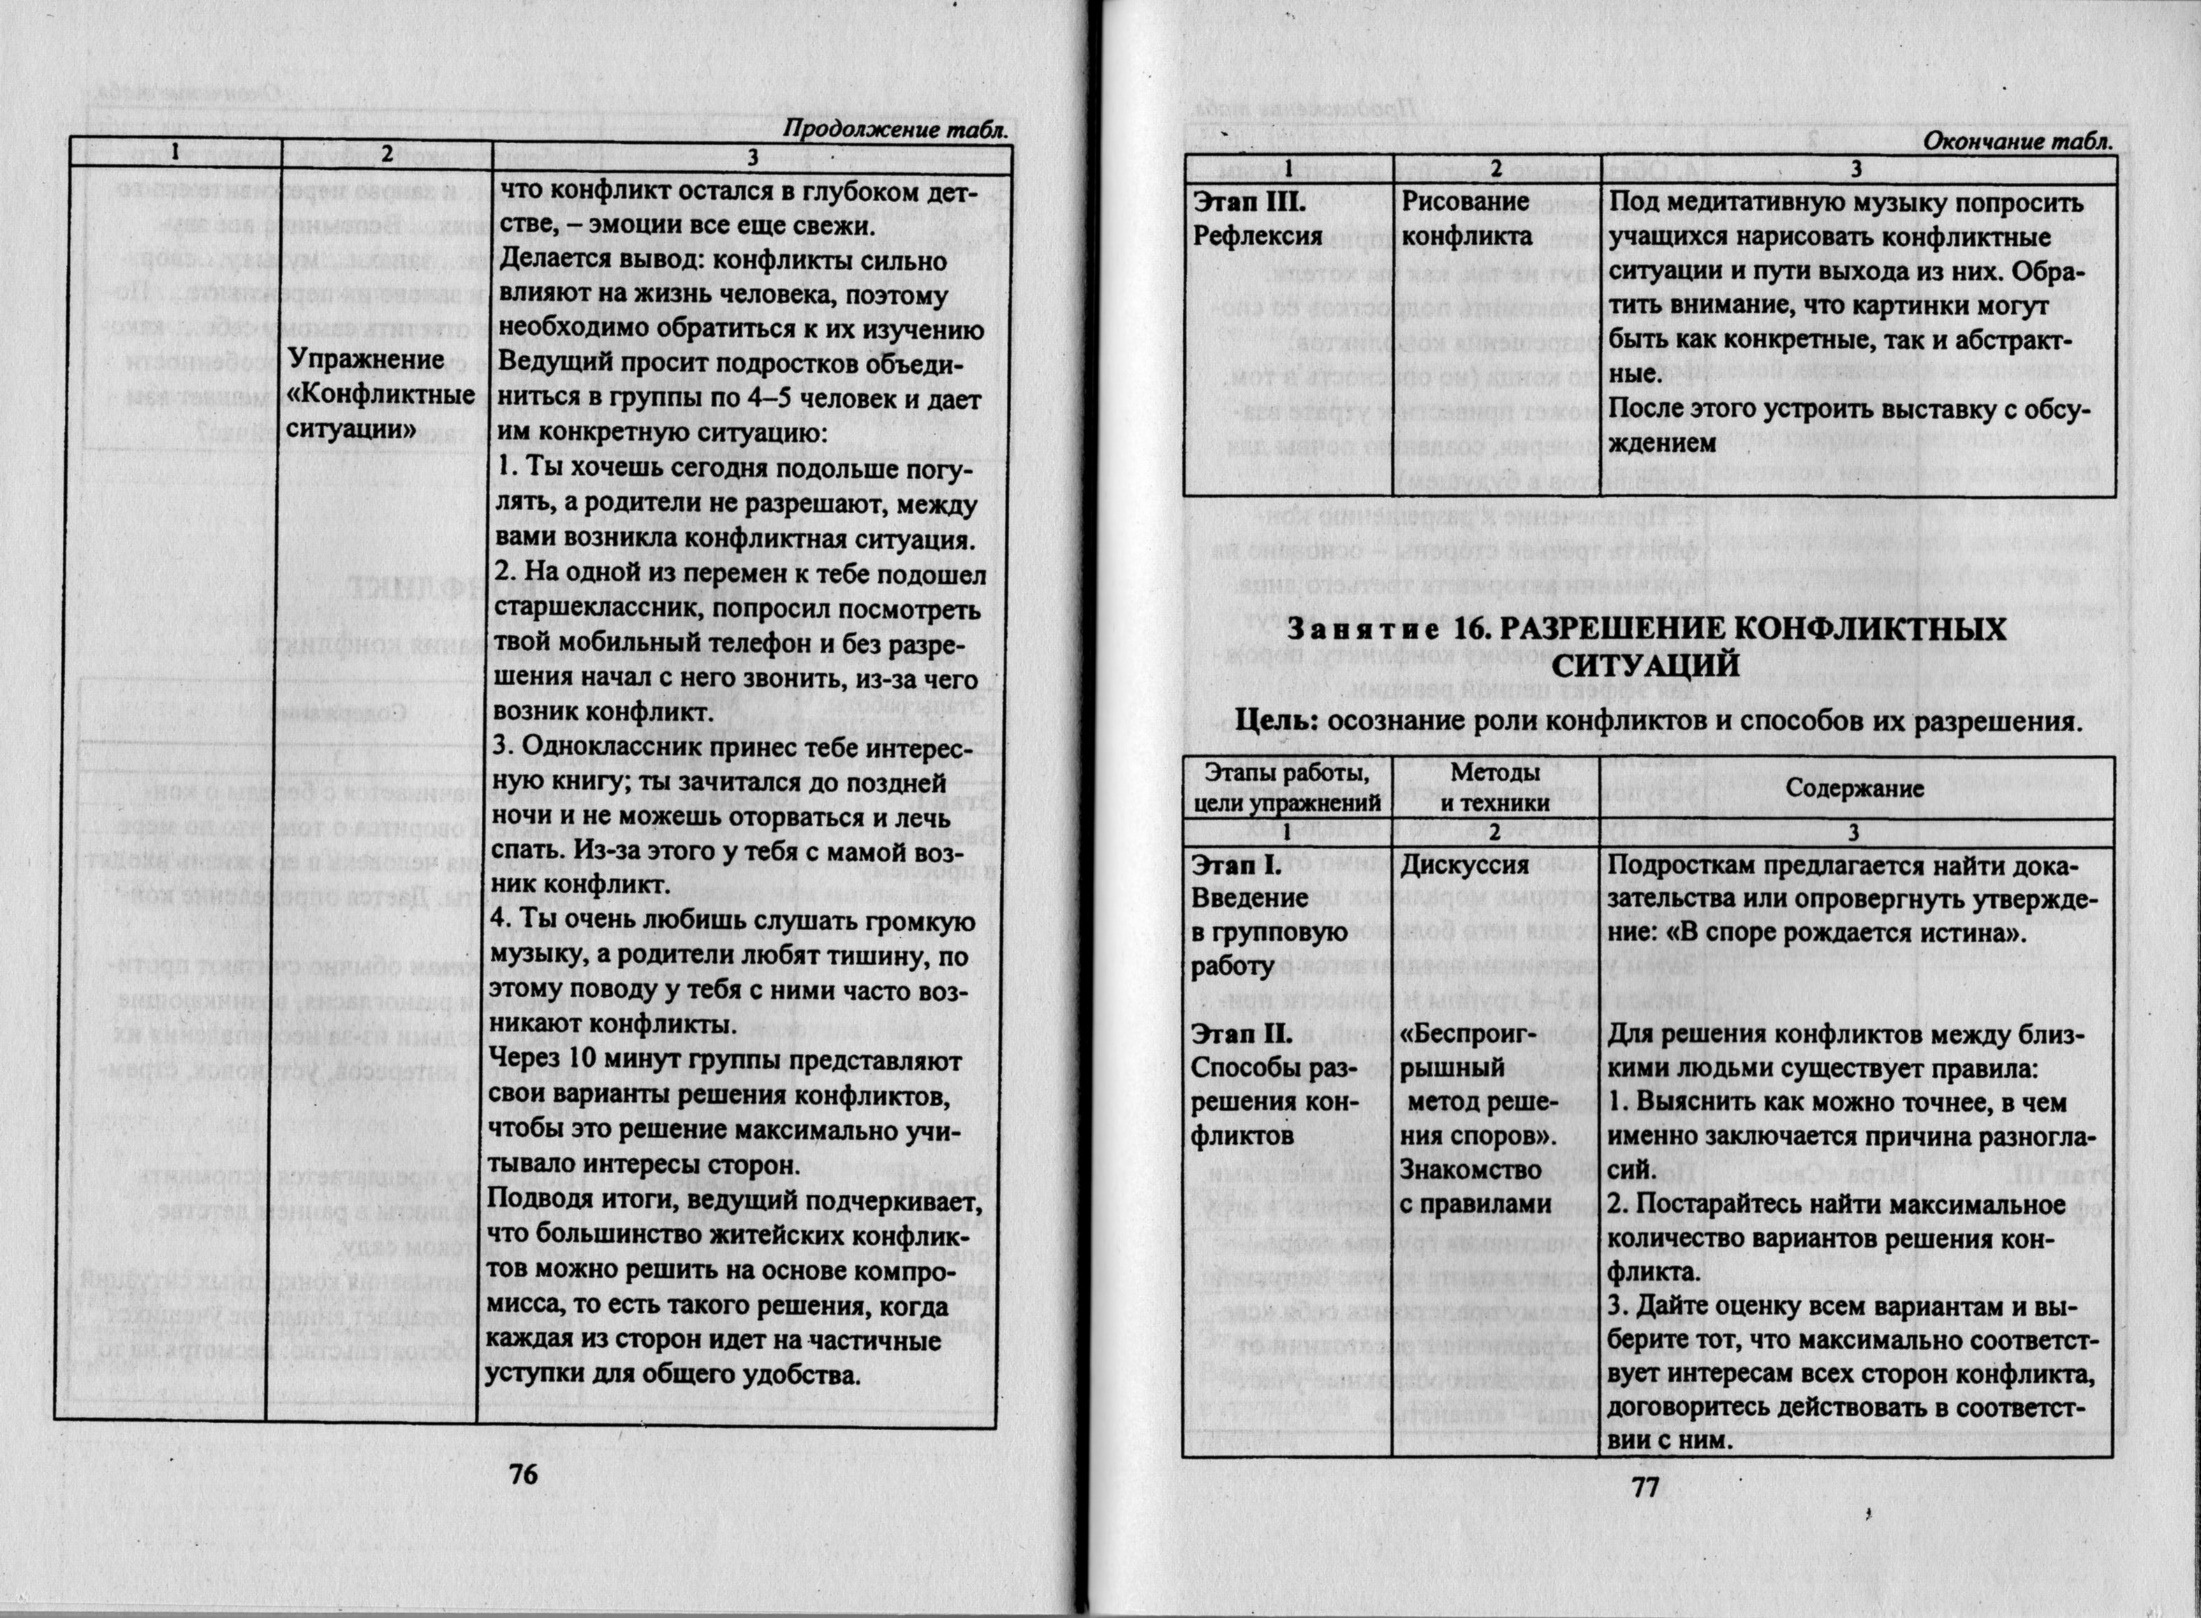 Продолжение табл.
1 2 3
что конфликт остался в глубоком дет-
стве, – эмоции все еще свежи.
Делается вывод: конфликты сильно
влияют на жизнь человека, поэтому
необходимо обратиться к их изучению
Упражнение
«Конфликтные
ситуации»
Ведущий просит подростков объеди-
ниться в группы по 4–5 человек и дает
им конкретную ситуацию:
1. Ты хочешь сегодня подольше погу-
лять, а родители не разрешают, между
вами возникла конфликтная ситуация.
2. На одной из перемен к тебе подошел
старшеклассник, попросил посмотреть
твой мобильный телефон и без разре-
шения начал с него звонить, из-за чего
возник конфликт.
3. Одноклассник принес тебе интерес-
ную книгу; ты зачитался до поздней
ночи и не можешь оторваться и лечь
спать. Из-за этого у тебя с мамой воз-
ник конфликт.
4. Ты очень любишь слушать громкую
музыку, а родители любят тишину, по
этому поводу у тебя с ними часто воз-
никают конфликты.
Через 10 минут группы представляют
свои варианты решения конфликтов,
чтобы это решение максимально учи-
тывало интересы сторон.
Подводя итоги, ведущий подчеркивает,
что большинство житейских конфлик-
тов можно решить на основе компро-
мисса, то есть такого решения, когда
каждая из сторон идет на частичные
уступки для общего удобства.
76
Окончание табл.
1 2 3
Этап III.
Рефлексия
Рисование
конфликта
Под медитативную музыку попросить
учащихся нарисовать конфликтные
ситуации и пути выхода из них. Обра-
тить внимание, что картинки могут
быть как конкретные, так и абстракт-
ные.
После этого устроить выставку с обсу-
ждением
Занятие 16. РАЗРЕШЕНИЕ КОНФЛИКТНЫХ
СИТУАЦИЙ
Цель: осознание роли конфликтов и способов их разрешения.
Этапы работы,
цели упражнений
Методы
и техники
Содержание
1 2 3
Этап I.
Введение
в групповую
работу
Дискуссия
Подросткам предлагается найти дока-
зательства или опровергнуть утвержде-
ние: «В споре рождается истина».
Этап II.
Способы раз-
решения кон-
фликтов
«Беспроиг-
рышный
метод реше-
ния споров».
Знакомство
с правилами
Для решения конфликтов между близ-
кими людьми существует правила:
1. Выяснить как можно точнее, в чем
именно заключается причина разногла-
сий.
2. Постарайтесь найти максимальное
количество вариантов решения кон-
фликта.
3. Дайте оценку всем вариантам и вы-
берите тот, что максимально соответст-
вует интересам всех сторон конфликта,
договоритесь действовать в соответст-
вии с ним.
77